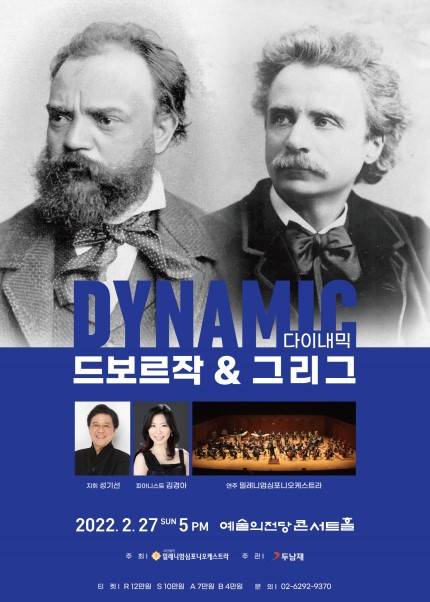 DYNAMIC
다이내믹
드보르작 & 그리그
지휘 성기선
피아니스트 김경아
연주 밀레니엄심포니오케스트라
2022. 2. 27 SUN 5 PM 예술의전당 콘서트홀
주 최 | 밀레니엄심포니오케스트라 주 관 | 두남재
티 켓 | R 12만원 S 10만원 A 7만원 B 4만원 문 의 | 02-6292-9370